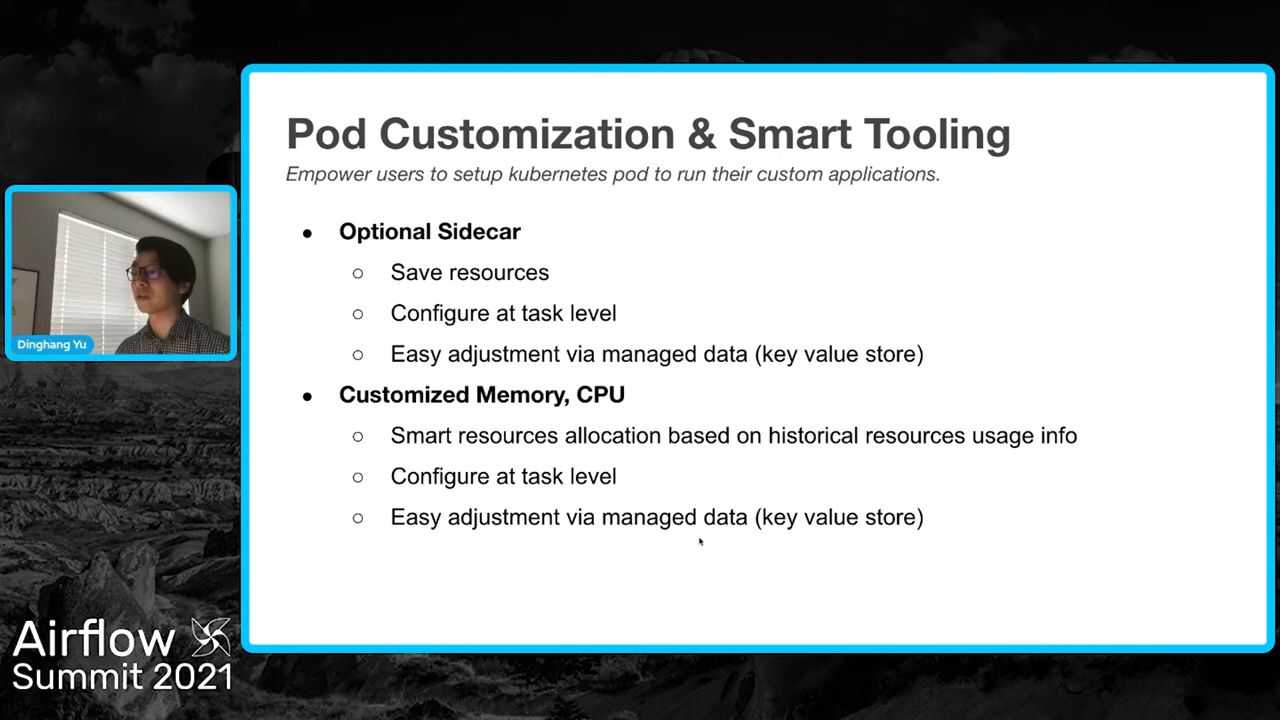 Pod Customization & Smart Tooling
Empower users to setup kubernetes pod to run their custom applications.
Optional Sidecar
Save resources
Configure at task level
Easy adjustment via managed data (key value store)
Customized Memory, CPU
Smart resources allocation based on historical resources usage info
Configure at task level
Easy adjustment via managed data (key value store)
Dinghang Yu
Airflow
Summit 2021